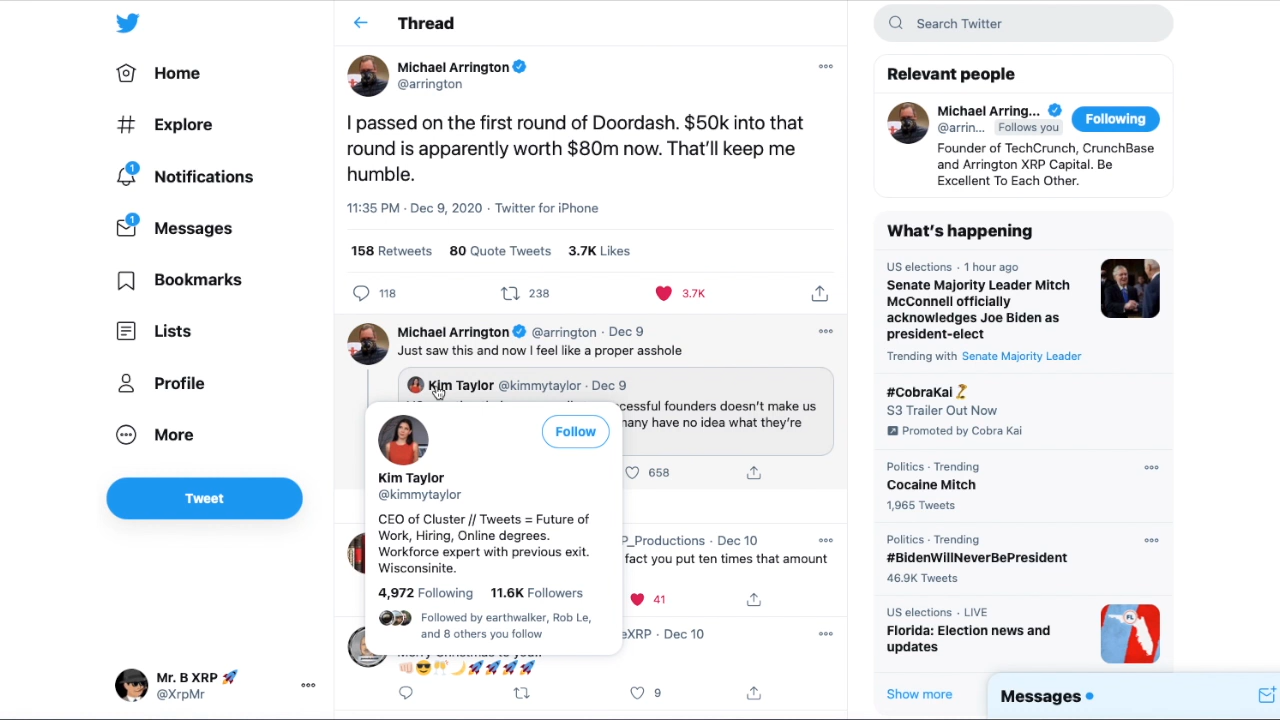 Home
Explore
1
Notifications
1
Messages
Bookmarks
Lists
Profile
More
Tweet
Mr. B XRP 🚀
@XrpMr
Thread
Michael Arrington
@arrington
I passed on the first round of Doordash. $50k into that
round is apparently worth $80m now. That’ll keep me
humble.
11:35 PM · Dec 9, 2020 · Twitter for iPhone
158 Retweets 80 Quote Tweets 3.7K Likes
118 238 3.7K
Michael Arrington @arrington · Dec 9
Just saw this and now I feel like a proper asshole
Kim Taylor @kimmytaylor · Dec 9
ccessful founders doesn’t make us
many have no idea what they’re
658
Follow
Kim Taylor
@kimmytaylor
CEO of Cluster // Tweets = Future of
Work, Hiring, Online degrees.
Workforce expert with previous exit.
Wisconsinite.
4,972 Following 11.6K Followers
Followed by earthwalker, Rob Le,
and 8 others you follow
P_Productions · Dec 10
fact you put ten times that amount
41
eXRP · Dec 10
Merry Christmas to you
👊🏻😎🙌🌙🚀🚀🚀🚀
9
Search Twitter
Relevant people
Michael Arring...
@arrin... Follows you
Following
Founder of TechCrunch, CrunchBase
and Arrington XRP Capital. Be
Excellent To Each Other.
What’s happening
US elections · 1 hour ago
Senate Majority Leader Mitch
McConnell officially
acknowledges Joe Biden as
president-elect
Trending with Senate Majority Leader
#CobraKai
S3 Trailer Out Now
Promoted by Cobra Kai
Politics · Trending
Cocaine Mitch
1,965 Tweets
Politics · Trending
#BidenWillNeverBePresident
46.9K Tweets
US elections · LIVE
Florida: Election news and
updates
Show more
Messages